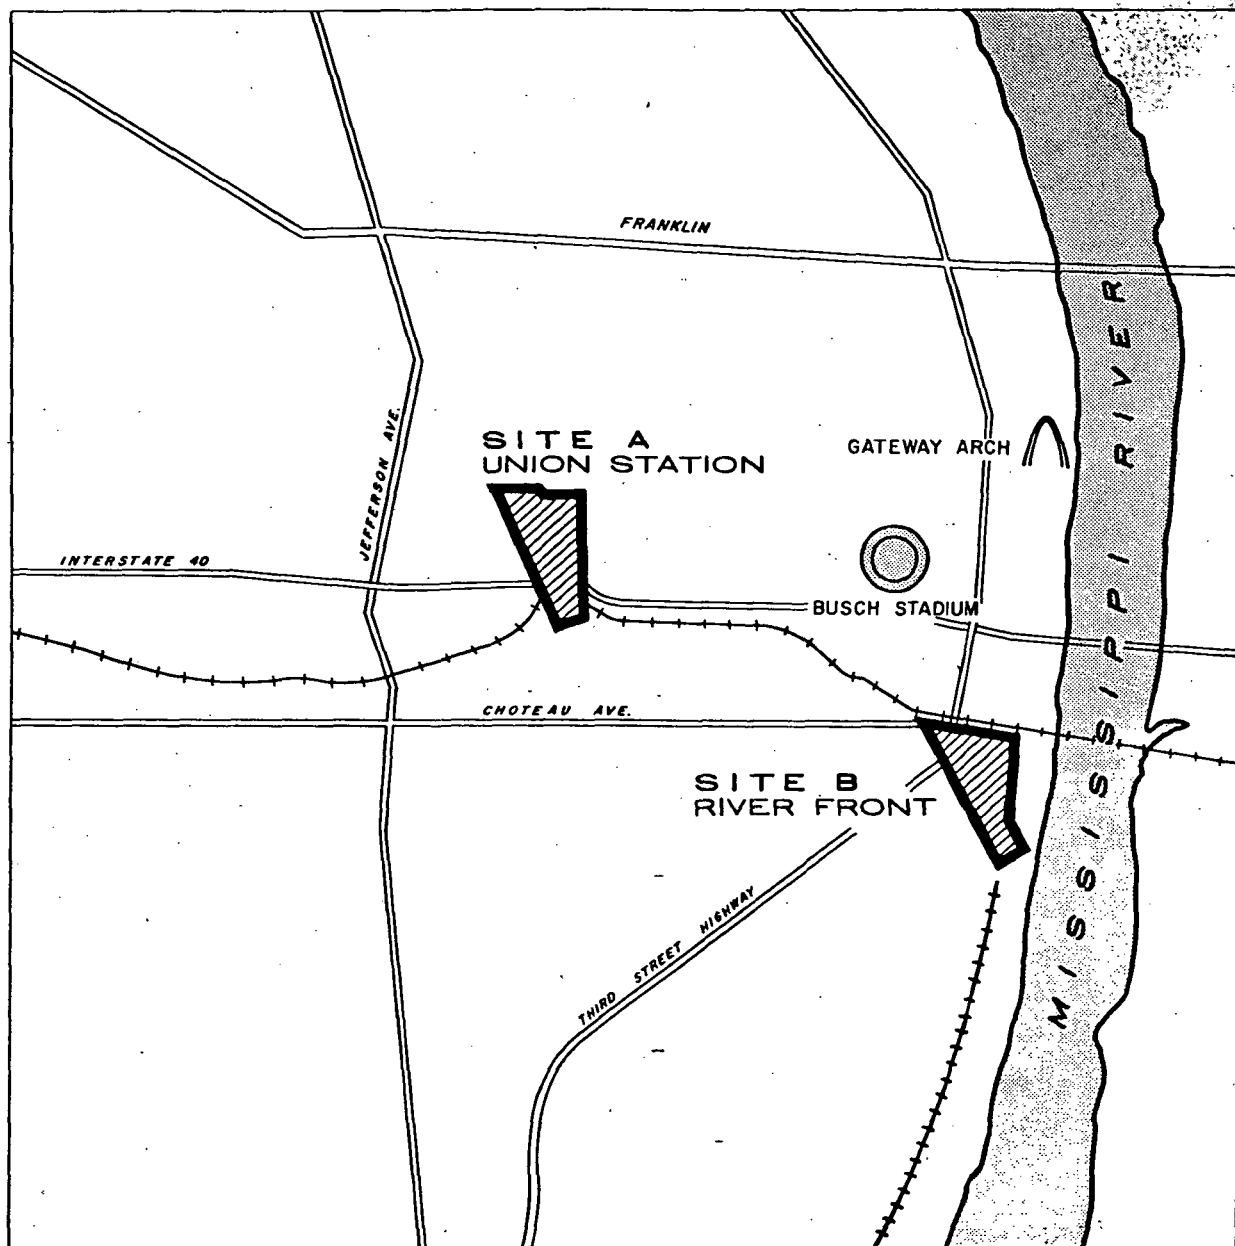 FRANKLIN
MISSISSIPPI RIVER
JEFFERSON AVE.
SITE A
UNION STATION
GATEWAY ARCH
INTERSTATE 40
BUSCH STADIUM
CHOTEAU AVE.
SITE B
RIVER FRONT
THIRD STREET HIGHWAY